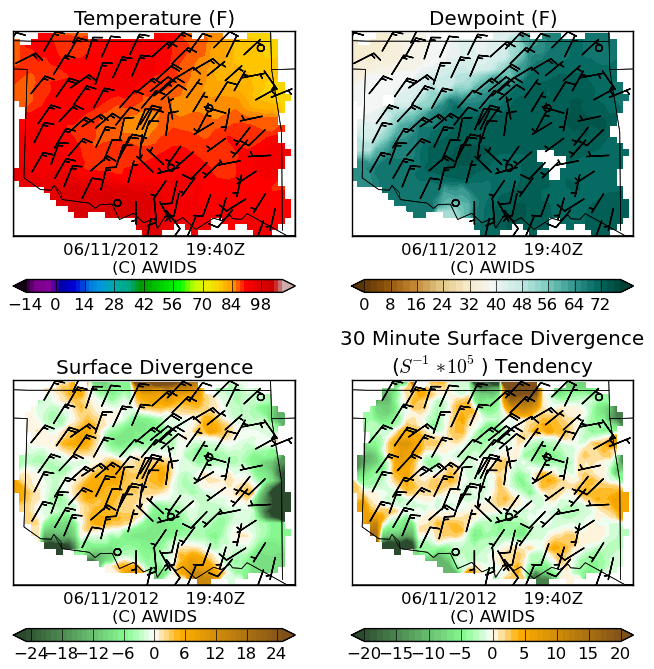 Temperature (F)
Dewpoint (F)
06/11/2012 19:40Z
(C) AWIDS
−14 0 14 28 42 56 70 84 98
06/11/2012 19:40Z
(C) AWIDS
0 8 16 24 32 40 48 56 64 72
Surface Divergence
30 Minute Surface Divergence
(S⁻¹ *10⁵ ) Tendency
06/11/2012 19:40Z
(C) AWIDS
−24 −18 −12 −6 0 6 12 18 24
06/11/2012 19:40Z
(C) AWIDS
−20 −15 −10 −5 0 5 10 15 20